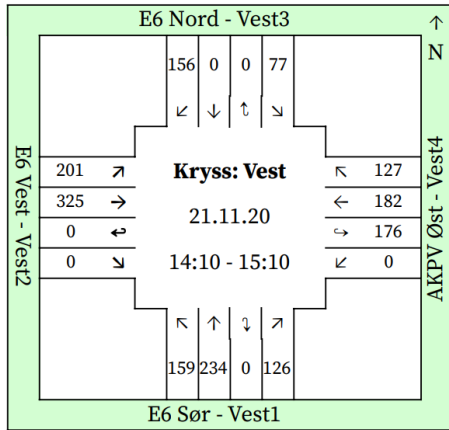 E6 Nord - Vest3
↑
N
156 0 0 77
↙ ↓ ⮍ ↘
E6 Vest - Vest2
201 ↗
325 →
0 ↩
0 ↘
Kryss: Vest
21.11.20
14:10 - 15:10
↖ 127
← 182
↪ 176
↙ 0
AKPV Øst - Vest4
↖ ↑ ⮎ ↗
159 234 0 126
E6 Sør - Vest1